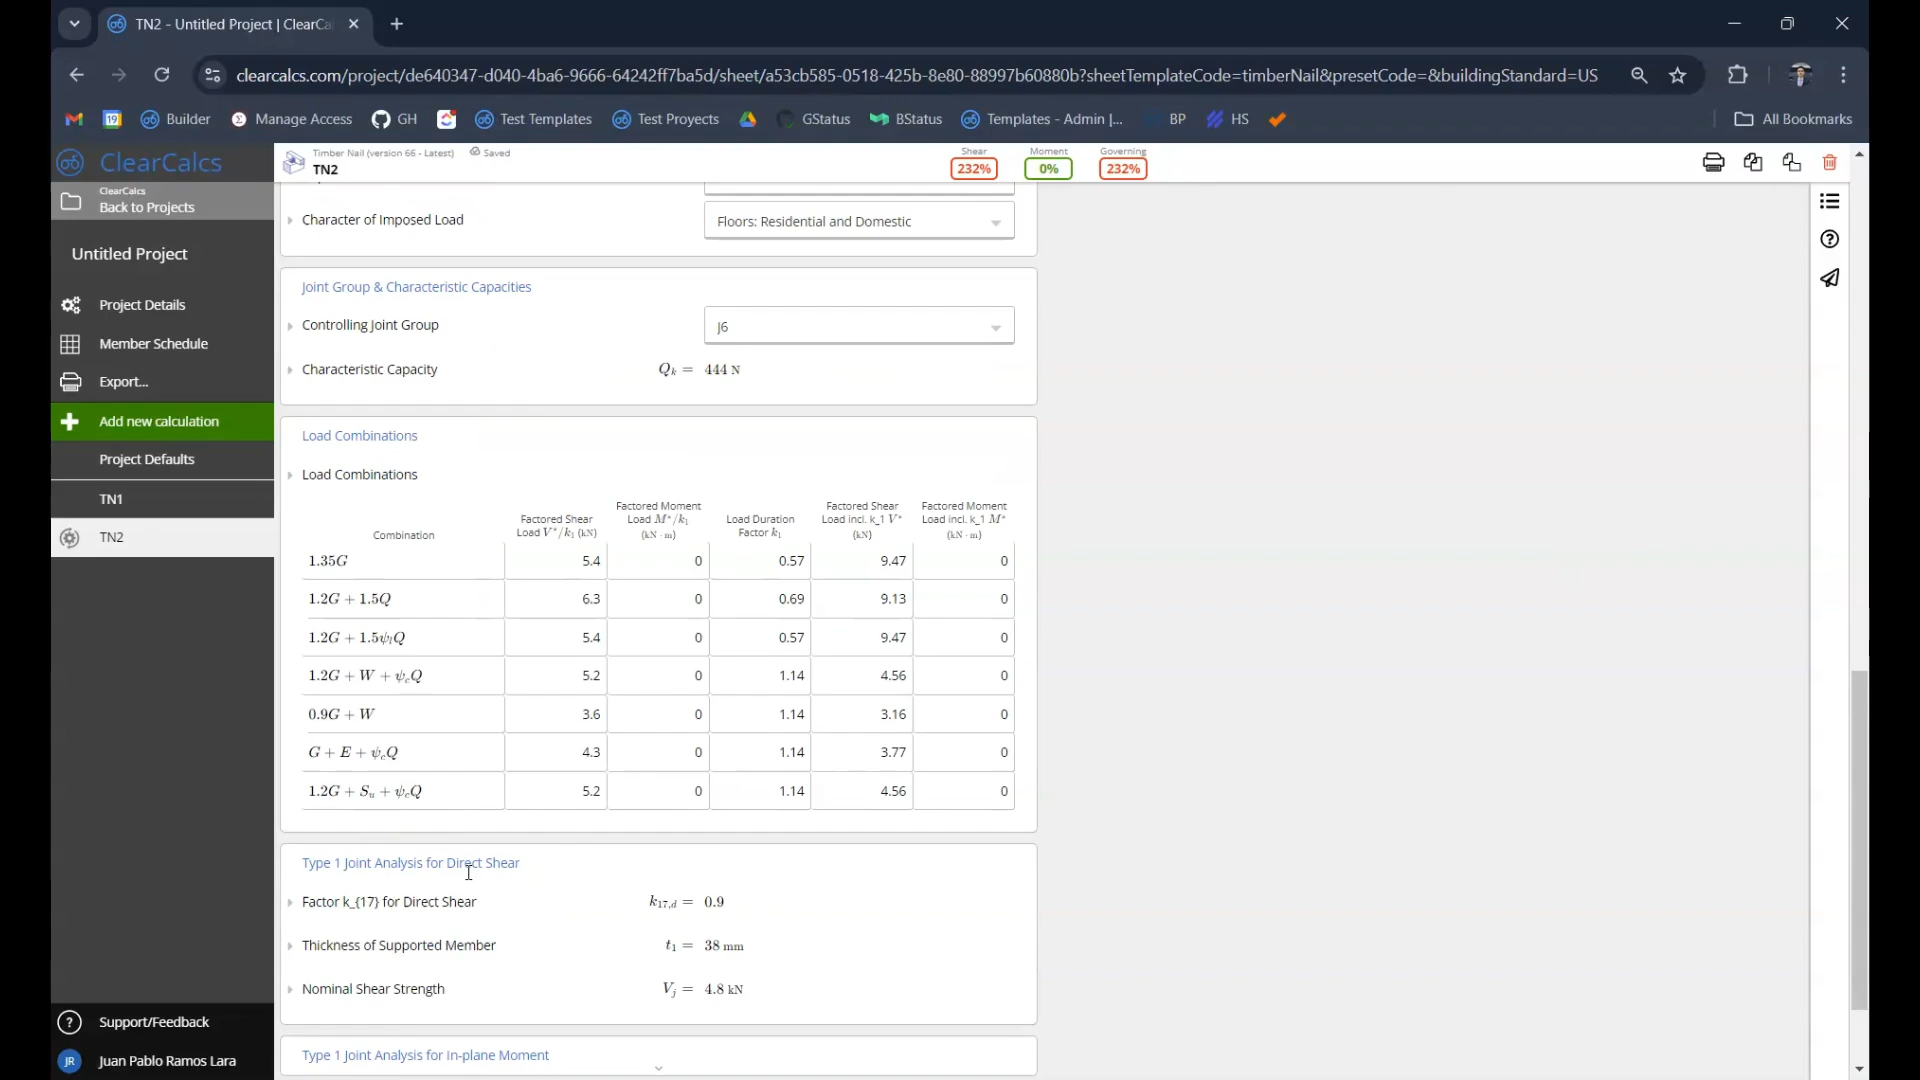 TN2 - Untitled Project | ClearCa
clearcalcs.com/project/de640347-d040-4ba6-9666-64242ff7ba5d/sheet/a53cb585-0518-425b-8e80-88997b60880b?sheetTemplateCode=timberNail&presetCode=&buildingStandard=US
19 Builder Manage Access GH Test Templates Test Proyects GStatus BStatus Templates - Admin |... BP HS All Bookmarks
ClearCalcs
ClearCalcs
Back to Projects
Untitled Project
Project Details
Member Schedule
Export...
Add new calculation
Project Defaults
TN1
TN2
Support/Feedback
JR Juan Pablo Ramos Lara
Timber Nail (version 66 - Latest) Saved
TN2
Shear Moment Governing
232% 0% 232%
Character of Imposed Load Floors: Residential and Domestic
Joint Group & Characteristic Capacities
Controlling Joint Group J6
Characteristic Capacity Qk = 444 N
Load Combinations
Load Combinations
Combination Factored Shear Load V*/k1 (kN) Factored Moment Load M*/k1 (kN · m) Load Duration Factor k1 Factored Shear Load incl. k_1 V* (kN) Factored Moment Load incl. k_1 M* (kN · m)
1.35G 5.4 0 0.57 9.47 0
1.2G + 1.5Q 6.3 0 0.69 9.13 0
1.2G + 1.5ψlQ 5.4 0 0.57 9.47 0
1.2G + W + ψcQ 5.2 0 1.14 4.56 0
0.9G + W 3.6 0 1.14 3.16 0
G + E + ψcQ 4.3 0 1.14 3.77 0
1.2G + Su + ψcQ 5.2 0 1.14 4.56 0
Type 1 Joint Analysis for Direct Shear
Factor k_{17} for Direct Shear k17,d = 0.9
Thickness of Supported Member t1 = 38 mm
Nominal Shear Strength Vj = 4.8 kN
Type 1 Joint Analysis for In-plane Moment